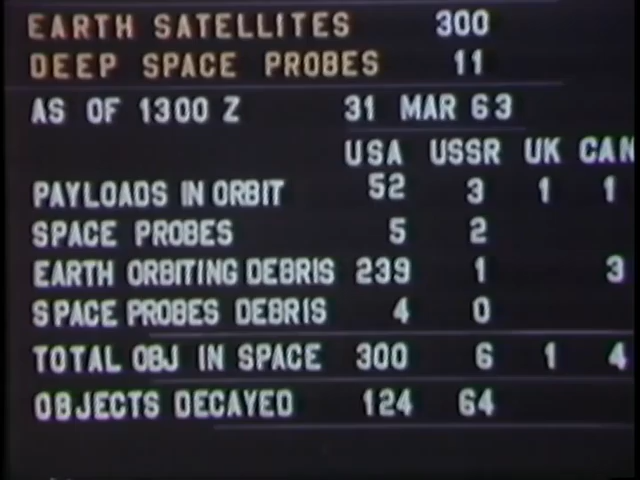 EARTH SATELLITES 300
DEEP SPACE PROBES 11
AS OF 1300 Z 31 MAR 63
USA USSR UK CAN
PAYLOADS IN ORBIT 52 3 1 1
SPACE PROBES 5 2
EARTH ORBITING DEBRIS 239 1 3
SPACE PROBES DEBRIS 4 0
TOTAL OBJ IN SPACE 300 6 1 4
OBJECTS DECAYED 124 64